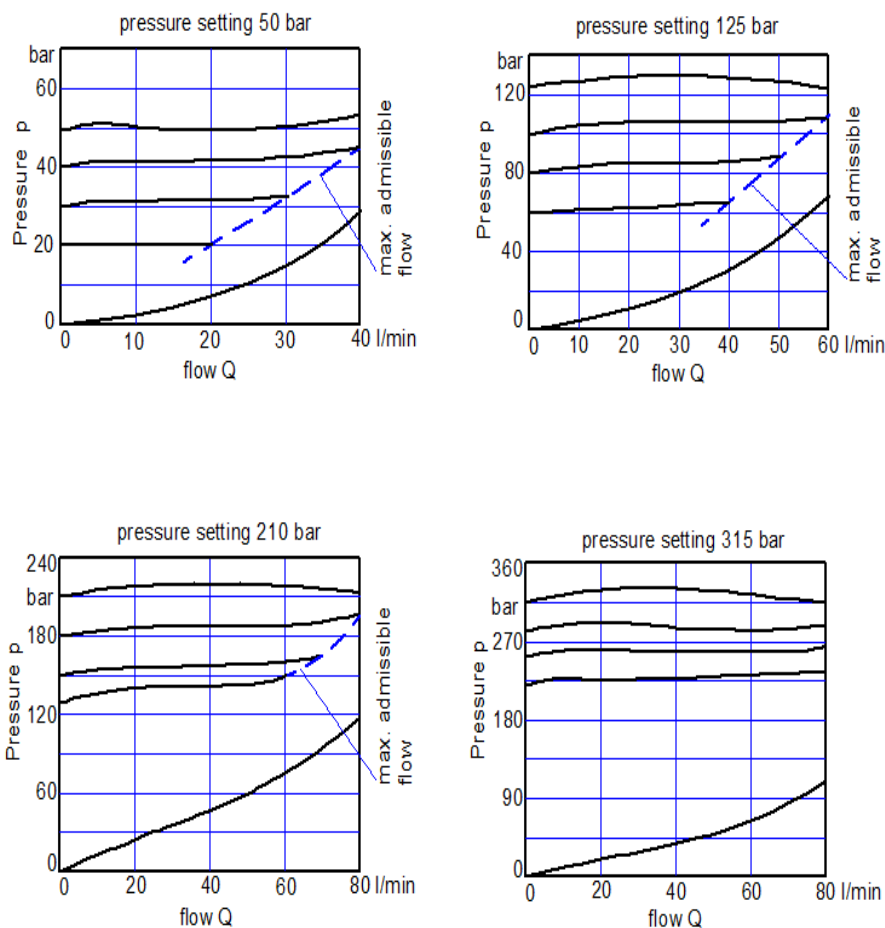 pressure setting 50 bar
bar
60
40
20
0
Pressure p
0 10 20 30 40 l/min
flow Q
max. admissible
flow
pressure setting 125 bar
bar
120
80
40
0
Pressure p
0 10 20 30 40 50 60 l/min
flow Q
max. admissible
flow
pressure setting 210 bar
240
bar
180
120
60
0
Pressure p
0 20 40 60 80 l/min
flow Q
max. admissible
flow
pressure setting 315 bar
360
bar
270
180
90
0
Pressure p
0 20 40 60 80 l/min
flow Q